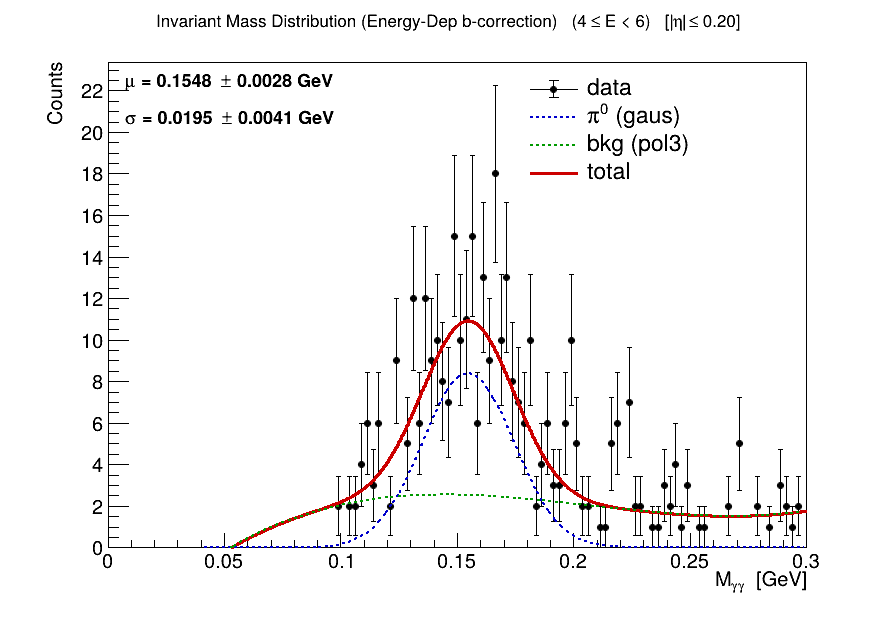 Invariant Mass Distribution (Energy-Dep b-correction) (4 ≤ E < 6) [|η| ≤ 0.20]
Counts
μ = 0.1548 ± 0.0028 GeV
σ = 0.0195 ± 0.0041 GeV
data
π⁰ (gaus)
bkg (pol3)
total
22
20
18
16
14
12
10
8
6
4
2
0
0 0.05 0.1 0.15 0.2 0.25 0.3
M_γγ [GeV]